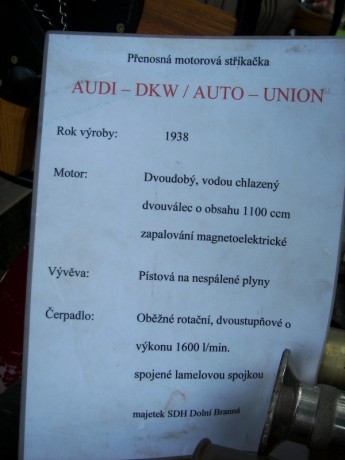 Přenosná motorová stříkačka
AUDI – DKW / AUTO – UNION
Rok výroby: 1938
Motor: Dvoudobý, vodou chlazený
dvouválec o obsahu 1100 ccm
zapalování magnetoelektrické
Vývěva: Pístová na nespálené plyny
Čerpadlo: Oběžné rotační, dvoustupňové o
výkonu 1600 l/min.
spojené lamelovou spojkou
majetek SDH Dolní Branná